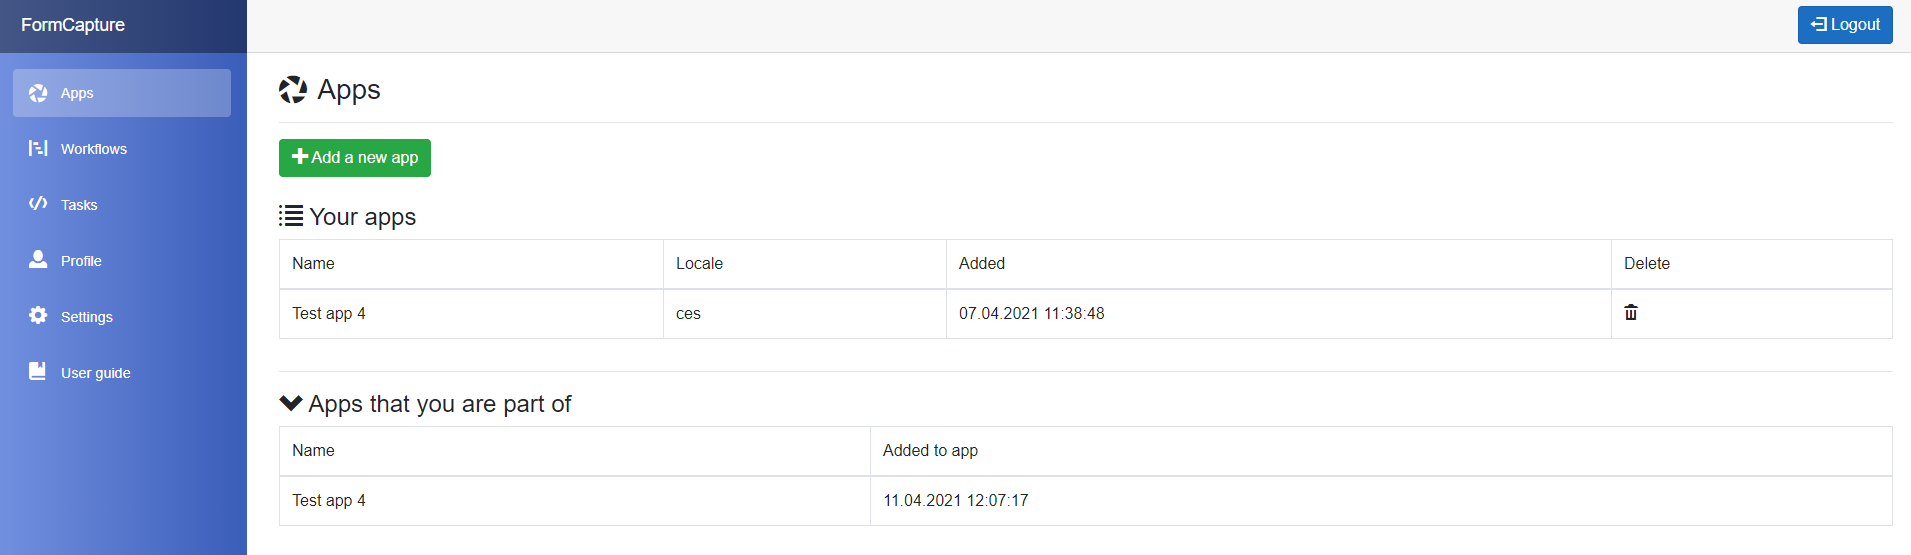 FormCapture
Logout
Apps
Workflows
Tasks
Profile
Settings
User guide
Apps
Add a new app
Your apps
Name Locale Added Delete
Test app 4 ces 07.04.2021 11:38:48
Apps that you are part of
Name Added to app
Test app 4 11.04.2021 12:07:17